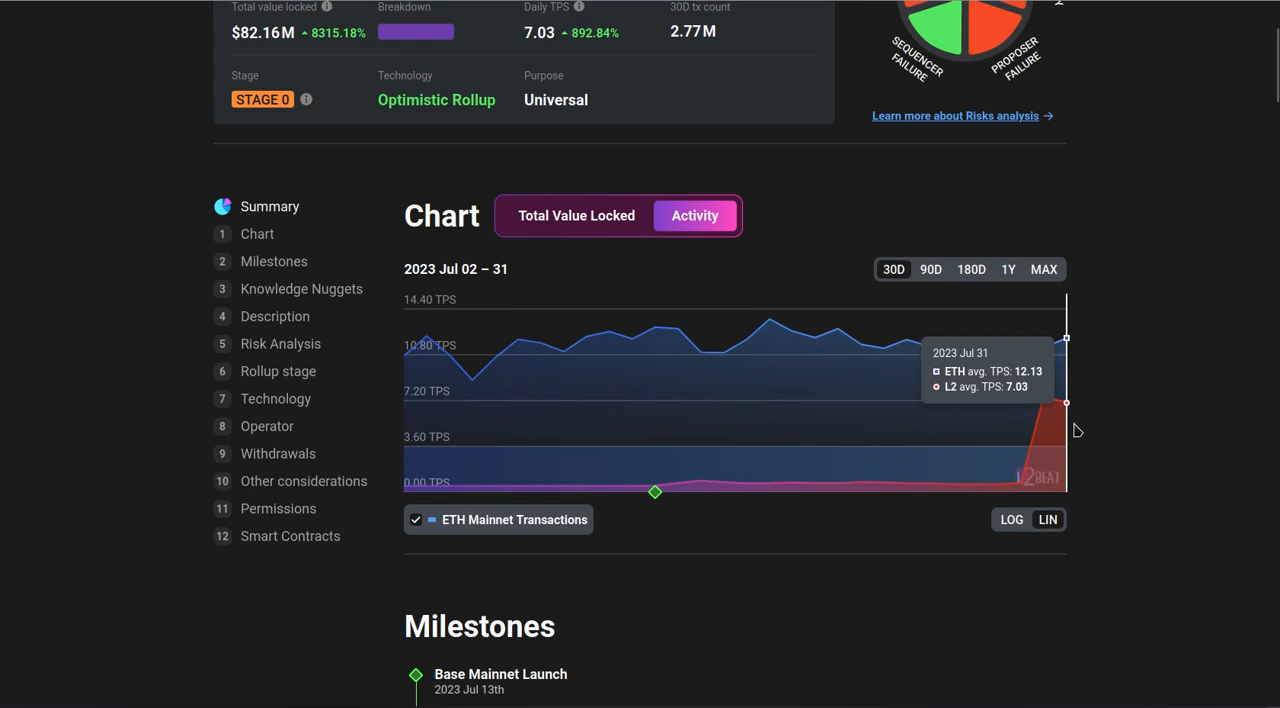 Total value locked Breakdown Daily TPS 30D tx count
$82.16M 8315.18% 7.03 892.84% 2.77M
Stage Technology Purpose
STAGE 0 Optimistic Rollup Universal
SEQUENCER
FAILURE
PROPOSER
FAILURE
Learn more about Risks analysis
Summary
1 Chart
2 Milestones
3 Knowledge Nuggets
4 Description
5 Risk Analysis
6 Rollup stage
7 Technology
8 Operator
9 Withdrawals
10 Other considerations
11 Permissions
12 Smart Contracts
Chart Total Value Locked Activity
2023 Jul 02 – 31 30D 90D 180D 1Y MAX
14.40 TPS
10.80 TPS
7.20 TPS
3.60 TPS
0.00 TPS
2023 Jul 31
ETH avg. TPS: 12.13
L2 avg. TPS: 7.03
L2BEAT
ETH Mainnet Transactions LOG LIN
Milestones
Base Mainnet Launch
2023 Jul 13th